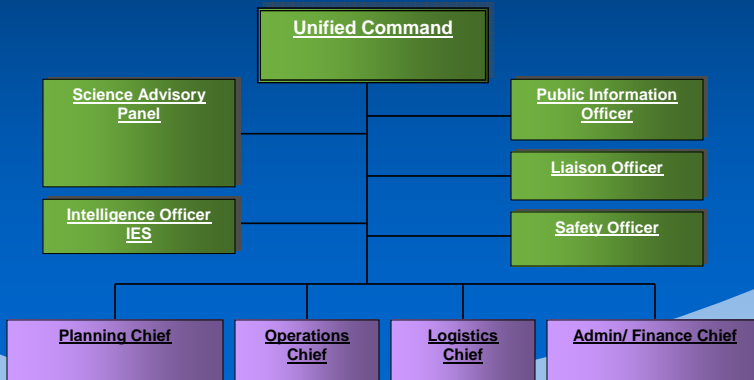 Unified Command
Science Advisory
Panel
Public Information
Officer
Liaison Officer
Intelligence Officer
IES
Safety Officer
Planning Chief
Operations
Chief
Logistics
Chief
Admin/ Finance Chief